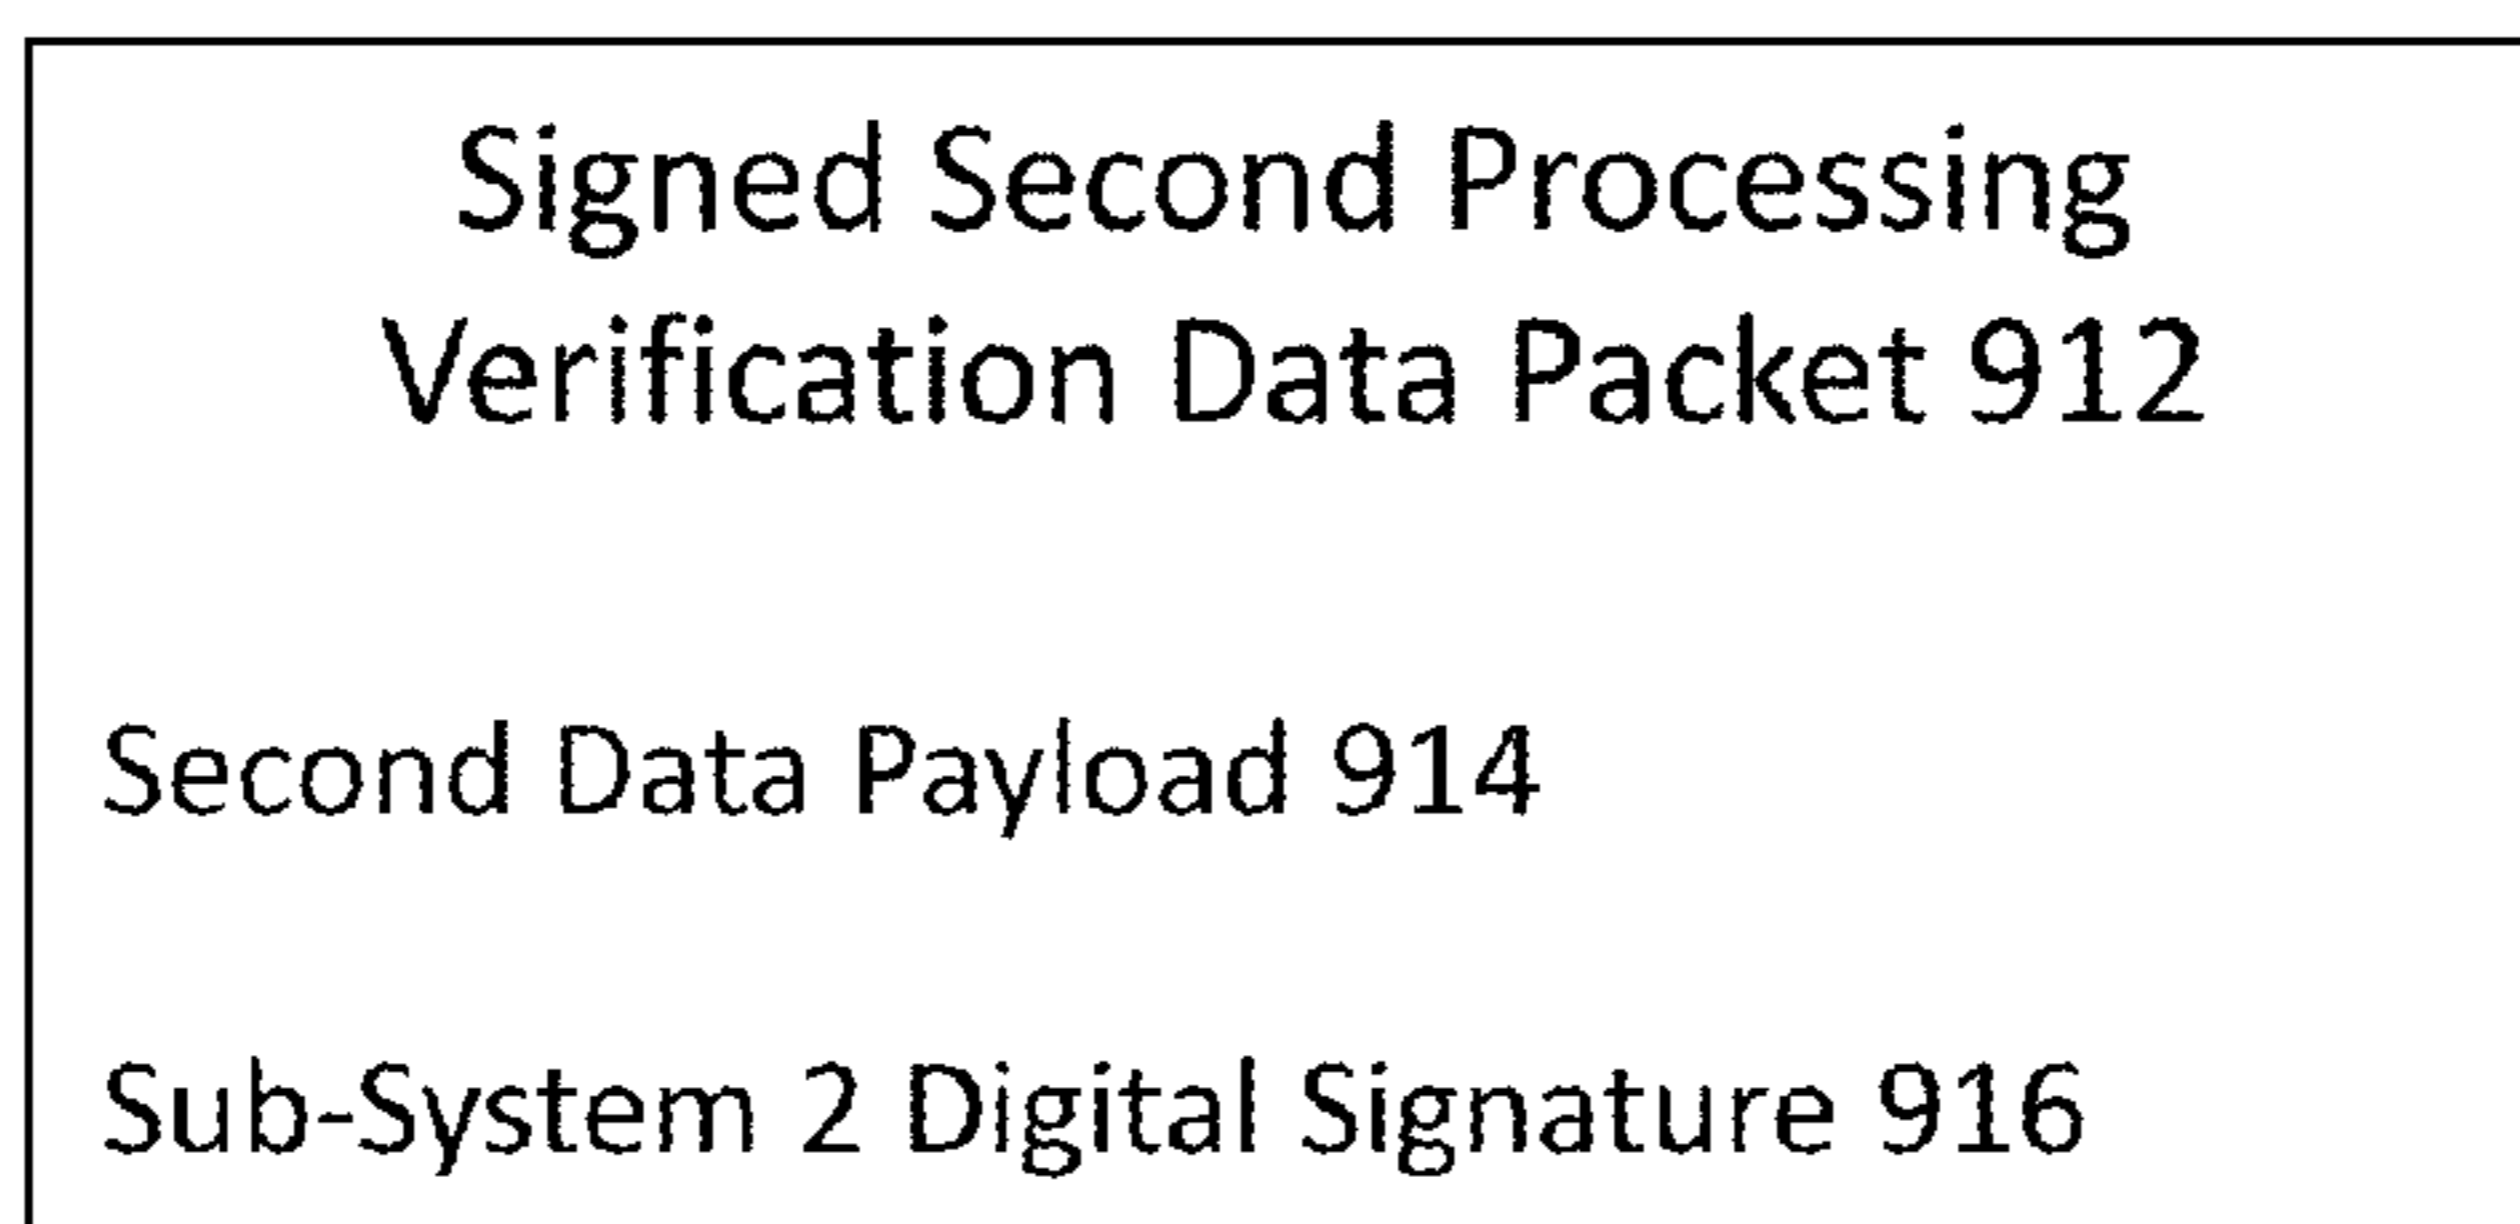 Signed Second Processing
Verification Data Packet 912
Second Data Payload 914
Sub-System 2 Digital Signature 916